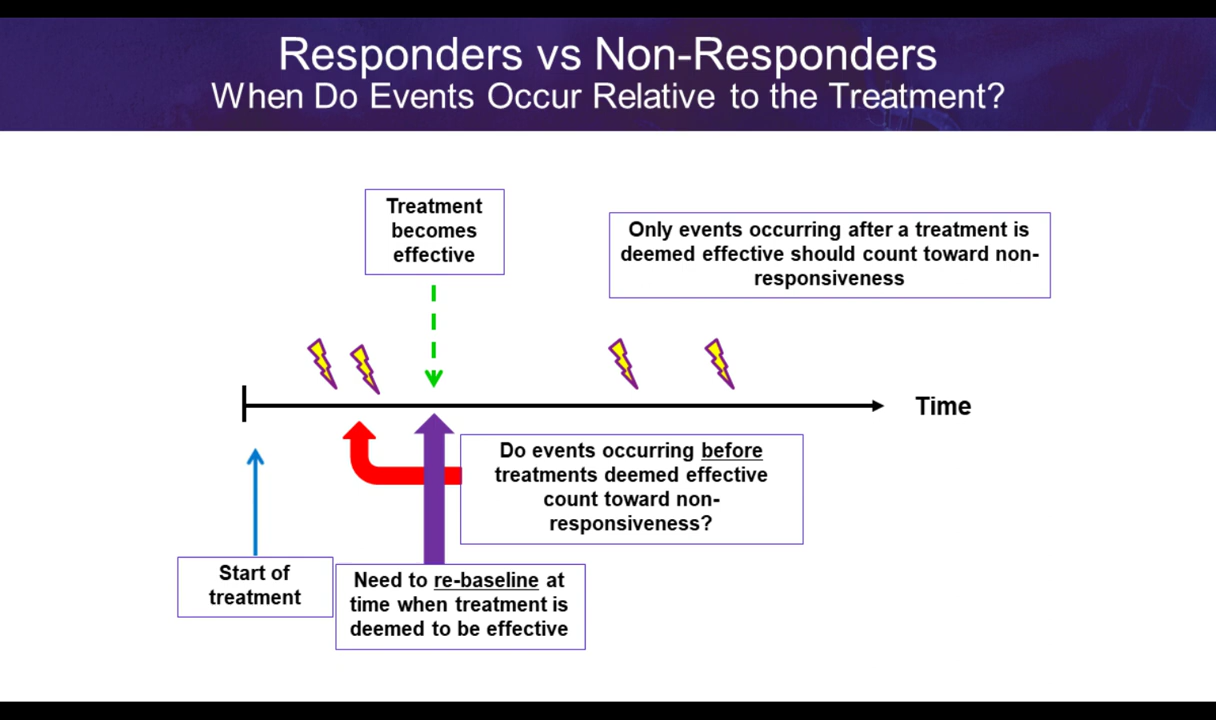 Responders vs Non-Responders
When Do Events Occur Relative to the Treatment?
Treatment
becomes
effective
Only events occurring after a treatment is
deemed effective should count toward non-
responsiveness
Time
Do events occurring before
treatments deemed effective
count toward non-
responsiveness?
Start of
treatment
Need to re-baseline at
time when treatment is
deemed to be effective